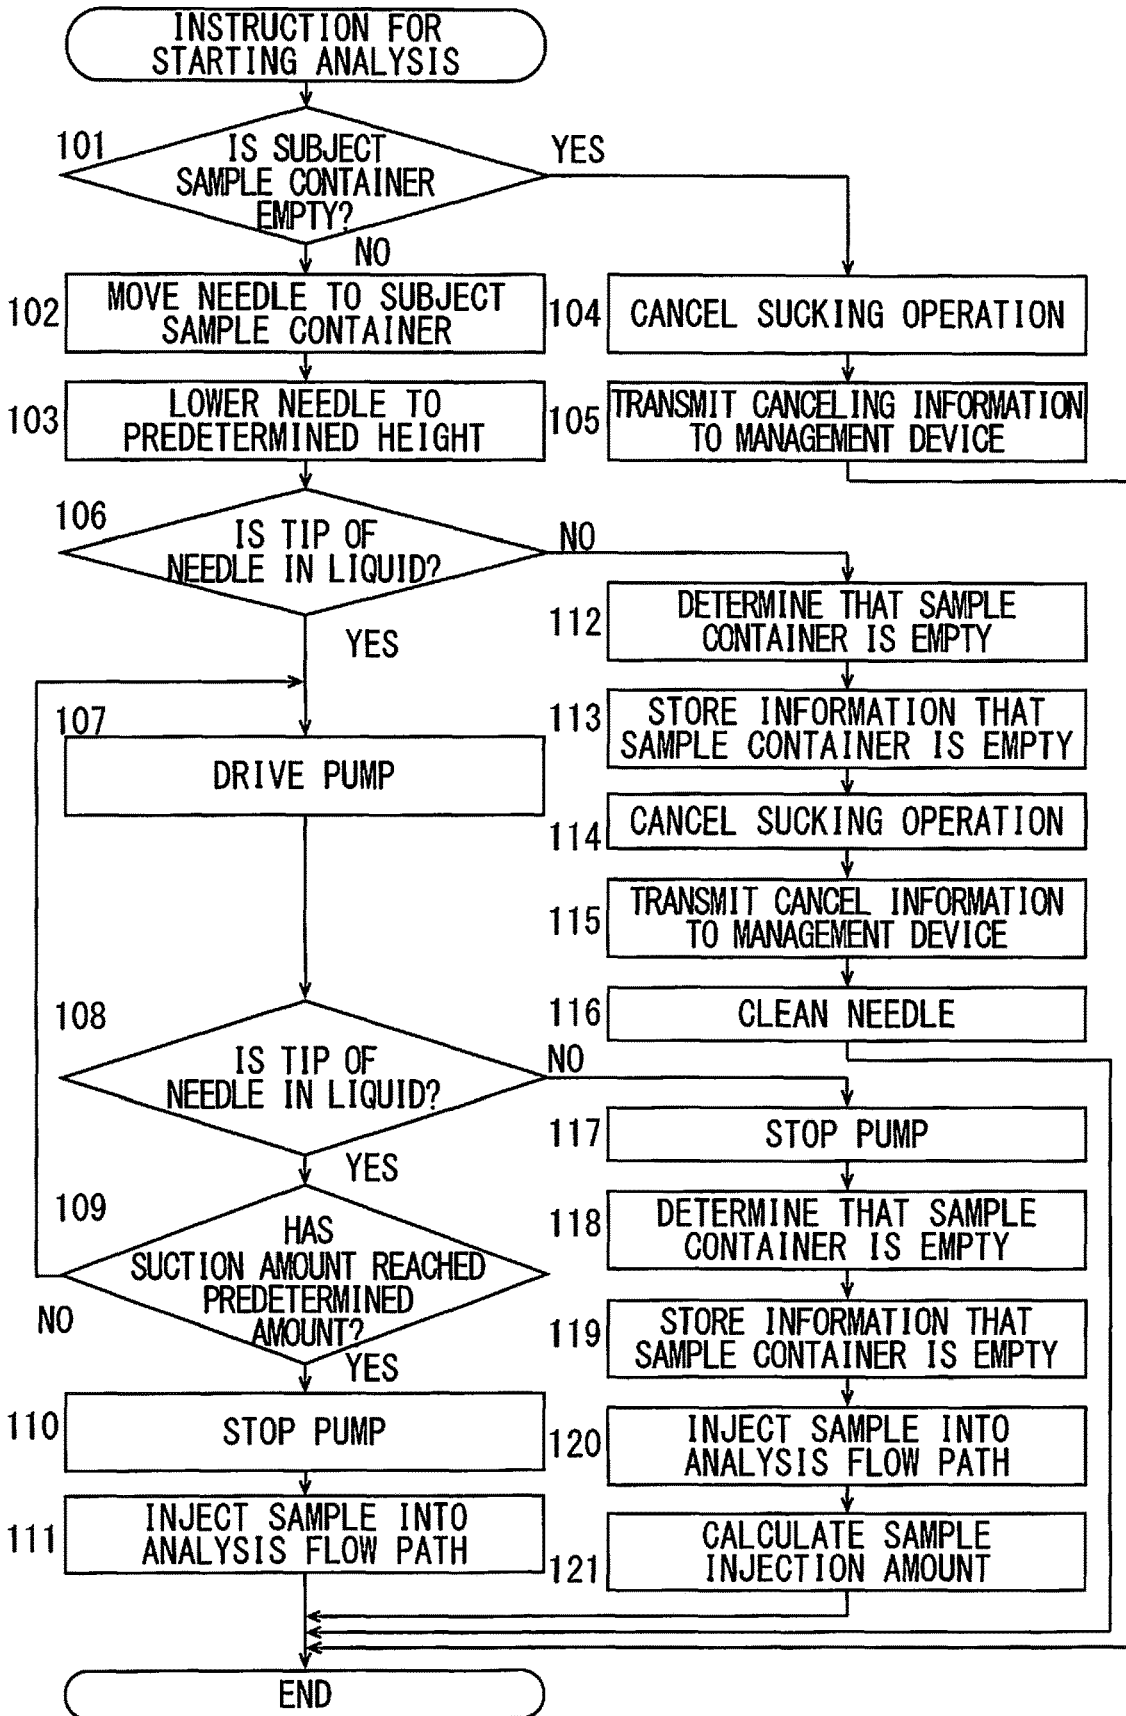 INSTRUCTION FOR
STARTING ANALYSIS
101
IS SUBJECT
SAMPLE CONTAINER
EMPTY?
YES
NO
102
MOVE NEEDLE TO SUBJECT
SAMPLE CONTAINER
104
CANCEL SUCKING OPERATION
103
LOWER NEEDLE TO
PREDETERMINED HEIGHT
105
TRANSMIT CANCELING INFORMATION
TO MANAGEMENT DEVICE
106
IS TIP OF
NEEDLE IN LIQUID?
NO
YES
112
DETERMINE THAT SAMPLE
CONTAINER IS EMPTY
113
STORE INFORMATION THAT
SAMPLE CONTAINER IS EMPTY
107
DRIVE PUMP
114
CANCEL SUCKING OPERATION
115
TRANSMIT CANCEL INFORMATION
TO MANAGEMENT DEVICE
116
CLEAN NEEDLE
108
IS TIP OF
NEEDLE IN LIQUID?
NO
YES
117
STOP PUMP
109
HAS
SUCTION AMOUNT REACHED
PREDETERMINED
AMOUNT?
NO
YES
118
DETERMINE THAT SAMPLE
CONTAINER IS EMPTY
119
STORE INFORMATION THAT
SAMPLE CONTAINER IS EMPTY
110
STOP PUMP
120
INJECT SAMPLE INTO
ANALYSIS FLOW PATH
111
INJECT SAMPLE INTO
ANALYSIS FLOW PATH
121
CALCULATE SAMPLE
INJECTION AMOUNT
END